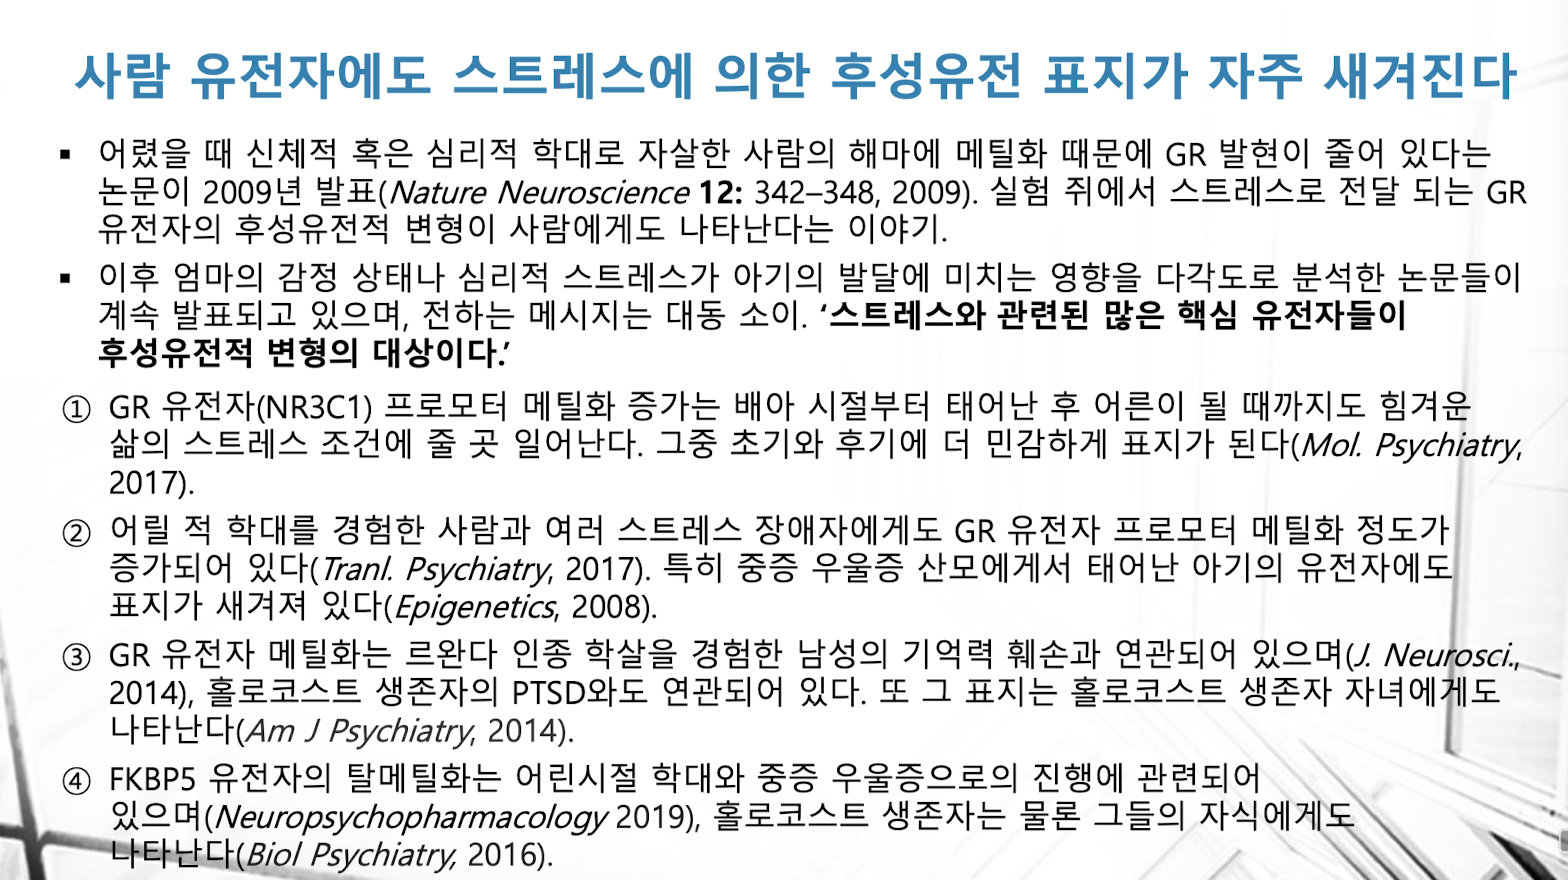 사람 유전자에도 스트레스에 의한 후성유전 표지가 자주 새겨진다
▪ 어렸을 때 신체적 혹은 심리적 학대로 자살한 사람의 해마에 메틸화 때문에 GR 발현이 줄어 있다는
논문이 2009년 발표(Nature Neuroscience 12: 342–348, 2009). 실험 쥐에서 스트레스로 전달 되는 GR
유전자의 후성유전적 변형이 사람에게도 나타난다는 이야기.
▪ 이후 엄마의 감정 상태나 심리적 스트레스가 아기의 발달에 미치는 영향을 다각도로 분석한 논문들이
계속 발표되고 있으며, 전하는 메시지는 대동 소이. ‘스트레스와 관련된 많은 핵심 유전자들이
후성유전적 변형의 대상이다.’
① GR 유전자(NR3C1) 프로모터 메틸화 증가는 배아 시절부터 태어난 후 어른이 될 때까지도 힘겨운
삶의 스트레스 조건에 줄 곳 일어난다. 그중 초기와 후기에 더 민감하게 표지가 된다(Mol. Psychiatry,
2017).
② 어릴 적 학대를 경험한 사람과 여러 스트레스 장애자에게도 GR 유전자 프로모터 메틸화 정도가
증가되어 있다(Tranl. Psychiatry, 2017). 특히 중증 우울증 산모에게서 태어난 아기의 유전자에도
표지가 새겨져 있다(Epigenetics, 2008).
③ GR 유전자 메틸화는 르완다 인종 학살을 경험한 남성의 기억력 훼손과 연관되어 있으며(J. Neurosci.,
2014), 홀로코스트 생존자의 PTSD와도 연관되어 있다. 또 그 표지는 홀로코스트 생존자 자녀에게도
나타난다(Am J Psychiatry, 2014).
④ FKBP5 유전자의 탈메틸화는 어린시절 학대와 중증 우울증으로의 진행에 관련되어
있으며(Neuropsychopharmacology 2019), 홀로코스트 생존자는 물론 그들의 자식에게도
나타난다(Biol Psychiatry, 2016).